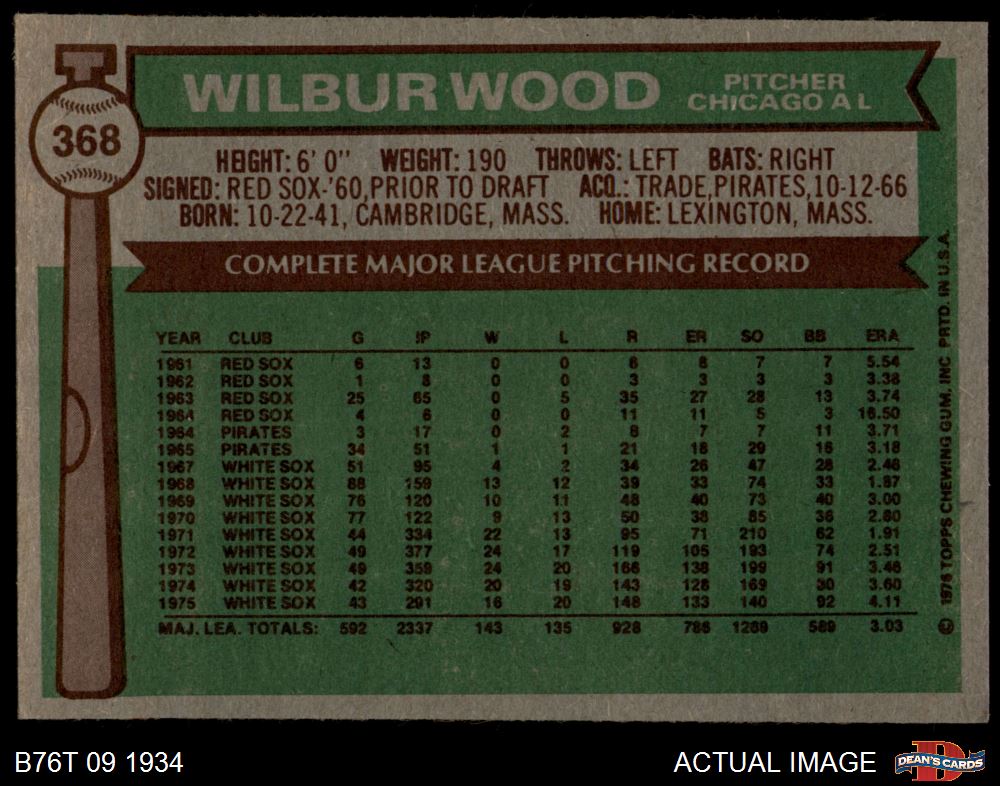 WILBUR WOOD
PITCHER
CHICAGO A L
368
HEIGHT: 6' 0" WEIGHT: 190 THROWS: LEFT BATS: RIGHT
SIGNED: RED SOX-'60, PRIOR TO DRAFT ACQ.: TRADE, PIRATES, 10-12-66
BORN: 10-22-41, CAMBRIDGE, MASS. HOME: LEXINGTON, MASS.
COMPLETE MAJOR LEAGUE PITCHING RECORD
YEAR CLUB G IP W L R ER SO BB ERA
1961 RED SOX 6 13 0 0 8 8 7 7 5.54
1962 RED SOX 1 8 0 0 3 3 3 3 3.38
1963 RED SOX 25 65 0 5 35 27 28 13 3.74
1964 RED SOX 4 6 0 0 11 11 5 3 16.50
1964 PIRATES 3 17 0 2 8 7 7 11 3.71
1965 PIRATES 34 51 1 1 21 18 29 16 3.18
1967 WHITE SOX 51 95 4 2 34 26 47 28 2.46
1968 WHITE SOX 88 159 13 12 39 33 74 33 1.87
1969 WHITE SOX 76 120 10 11 48 40 73 40 3.00
1970 WHITE SOX 77 122 9 13 50 38 85 36 2.80
1971 WHITE SOX 44 334 22 13 95 71 210 62 1.91
1972 WHITE SOX 49 377 24 17 119 105 193 74 2.51
1973 WHITE SOX 49 359 24 20 166 138 199 91 3.46
1974 WHITE SOX 42 320 20 19 143 128 169 80 3.60
1975 WHITE SOX 43 291 16 20 148 133 140 92 4.11
MAJ. LEA. TOTALS: 592 2337 143 135 928 786 1269 589 3.03
© 1976 TOPPS CHEWING GUM, INC PRTD. IN U.S.A.
B76T 09 1934
ACTUAL IMAGE
D
DEAN'S CARDS